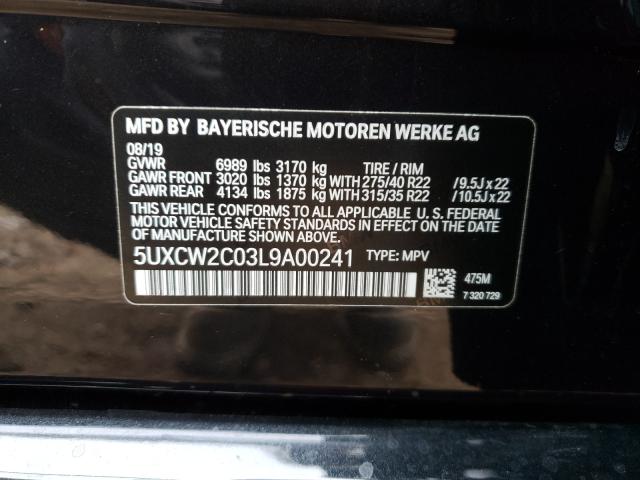 MFD BY BAYERISCHE MOTOREN WERKE AG
08/19
GVWR 6989 lbs 3170 kg TIRE / RIM
GAWR FRONT 3020 lbs 1370 kg WITH 275/40 R22 /9.5J x 22
GAWR REAR 4134 lbs 1875 kg WITH 315/35 R22 /10.5J x 22
THIS VEHICLE CONFORMS TO ALL APPLICABLE U. S. FEDERAL
MOTOR VEHICLE SAFETY STANDARDS IN EFFECT ON THE DATE
OF MANUFACTURE SHOWN ABOVE.
5UXCW2C03L9A00241 TYPE: MPV
475M
7 320 729